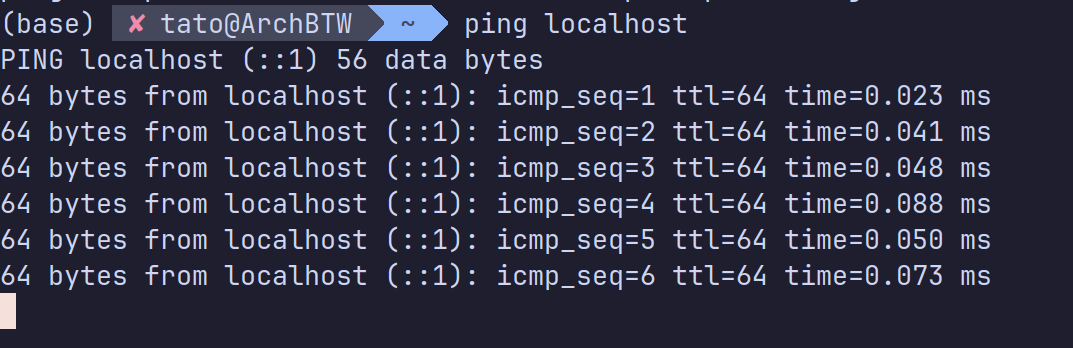 (base) ✘ tato@ArchBTW ~ ping localhost
PING localhost (::1) 56 data bytes
64 bytes from localhost (::1): icmp_seq=1 ttl=64 time=0.023 ms
64 bytes from localhost (::1): icmp_seq=2 ttl=64 time=0.041 ms
64 bytes from localhost (::1): icmp_seq=3 ttl=64 time=0.048 ms
64 bytes from localhost (::1): icmp_seq=4 ttl=64 time=0.088 ms
64 bytes from localhost (::1): icmp_seq=5 ttl=64 time=0.050 ms
64 bytes from localhost (::1): icmp_seq=6 ttl=64 time=0.073 ms